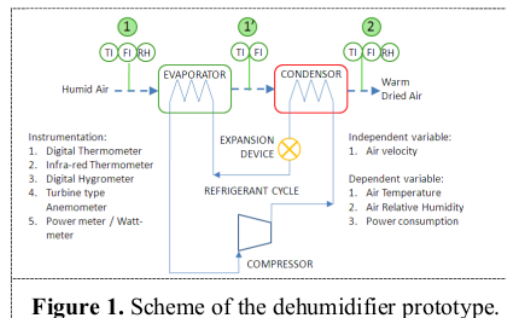 1
1'
2
TI FI RH
TI FI
TI FI RH
EVAPORATOR
CONDENSOR
Humid Air
Warm
Dried Air
Instrumentation:
1. Digital Thermometer
2. Infra-red Thermometer
3. Digital Hygrometer
4. Turbine type
Anemometer
5. Power meter / Watt-
meter
EXPANSION
DEVICE
REFRIGERANT CYCLE
COMPRESSOR
Independent variable:
1. Air velocity
Dependent variable:
1. Air Temperature
2. Air Relative Humidity
3. Power consumption
Figure 1. Scheme of the dehumidifier prototype.